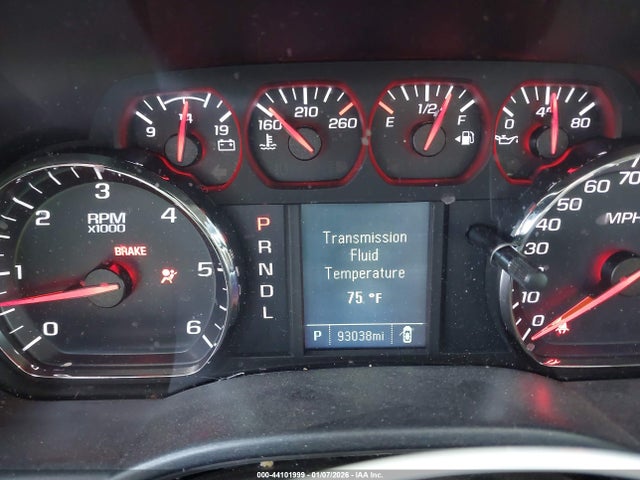 9 14 19
160 210 260
E 1/2 F
0 40 80
0 1 2 3 4 5 6
RPM
x1000
BRAKE
P
R
N
D
L
Transmission
Fluid
Temperature
75 °F
P 93038mi
0 10 30 50 60 70
MPH
000-44101999 - 01/07/2026 - IAA Inc.